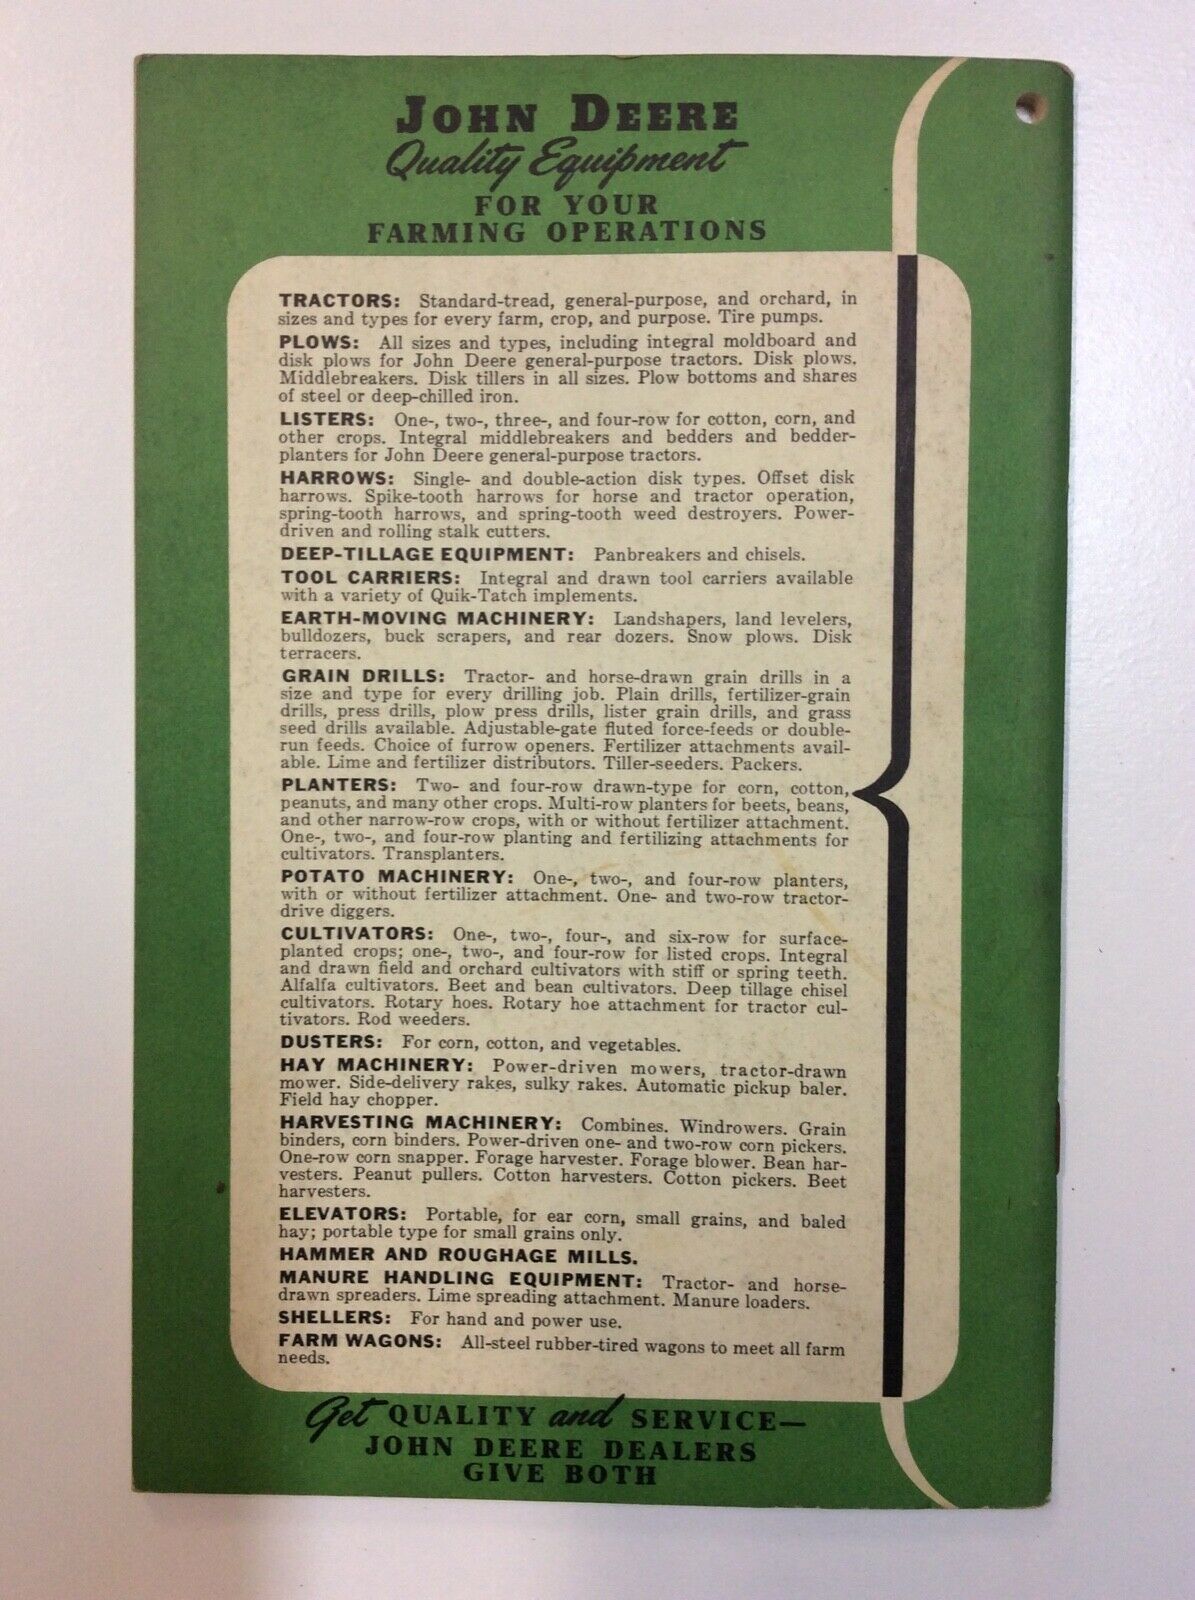 JOHN DEERE
Quality Equipment
FOR YOUR
FARMING OPERATIONS
TRACTORS: Standard-tread, general-purpose, and orchard, in
sizes and types for every farm, crop, and purpose. Tire pumps.
PLOWS: All sizes and types, including integral moldboard and
disk plows for John Deere general-purpose tractors. Disk plows.
Middlebreakers. Disk tillers in all sizes. Plow bottoms and shares
of steel or deep-chilled iron.
LISTERS: One-, two-, three-, and four-row for cotton, corn, and
other crops. Integral middlebreakers and bedders and bedder-
planters for John Deere general-purpose tractors.
HARROWS: Single- and double-action disk types. Offset disk
harrows. Spike-tooth harrows for horse and tractor operation,
spring-tooth harrows, and spring-tooth weed destroyers. Power-
driven and rolling stalk cutters.
DEEP-TILLAGE EQUIPMENT: Panbreakers and chisels.
TOOL CARRIERS: Integral and drawn tool carriers available
with a variety of Quik-Tatch implements.
EARTH-MOVING MACHINERY: Landshapers, land levelers,
bulldozers, buck scrapers, and rear dozers. Snow plows. Disk
terracers.
GRAIN DRILLS: Tractor- and horse-drawn grain drills in a
size and type for every drilling job. Plain drills, fertilizer-grain
drills, press drills, plow press drills, lister grain drills, and grass
seed drills available. Adjustable-gate fluted force-feeds or double-
run feeds. Choice of furrow openers. Fertilizer attachments avail-
able. Lime and fertilizer distributors. Tiller-seeders. Packers.
PLANTERS: Two- and four-row drawn-type for corn, cotton,
peanuts, and many other crops. Multi-row planters for beets, beans,
and other narrow-row crops, with or without fertilizer attachment.
One-, two-, and four-row planting and fertilizing attachments for
cultivators. Transplanters.
POTATO MACHINERY: One-, two-, and four-row planters,
with or without fertilizer attachment. One- and two-row tractor-
drive diggers.
CULTIVATORS: One-, two-, four-, and six-row for surface-
planted crops; one-, two-, and four-row for listed crops. Integral
and drawn field and orchard cultivators with stiff or spring teeth.
Alfalfa cultivators. Beet and bean cultivators. Deep tillage chisel
cultivators. Rotary hoes. Rotary hoe attachment for tractor cul-
tivators. Rod weeders.
DUSTERS: For corn, cotton, and vegetables.
HAY MACHINERY: Power-driven mowers, tractor-drawn
mower. Side-delivery rakes, sulky rakes. Automatic pickup baler.
Field hay chopper.
HARVESTING MACHINERY: Combines. Windrowers. Grain
binders, corn binders. Power-driven one- and two-row corn pickers.
One-row corn snapper. Forage harvester. Forage blower. Bean har-
vesters. Peanut pullers. Cotton harvesters. Cotton pickers. Beet
harvesters.
ELEVATORS: Portable, for ear corn, small grains, and baled
hay; portable type for small grains only.
HAMMER AND ROUGHAGE MILLS.
MANURE HANDLING EQUIPMENT: Tractor- and horse-
drawn spreaders. Lime spreading attachment. Manure loaders.
SHELLERS: For hand and power use.
FARM WAGONS: All-steel rubber-tired wagons to meet all farm
needs.
Get QUALITY and SERVICE—
JOHN DEERE DEALERS
GIVE BOTH